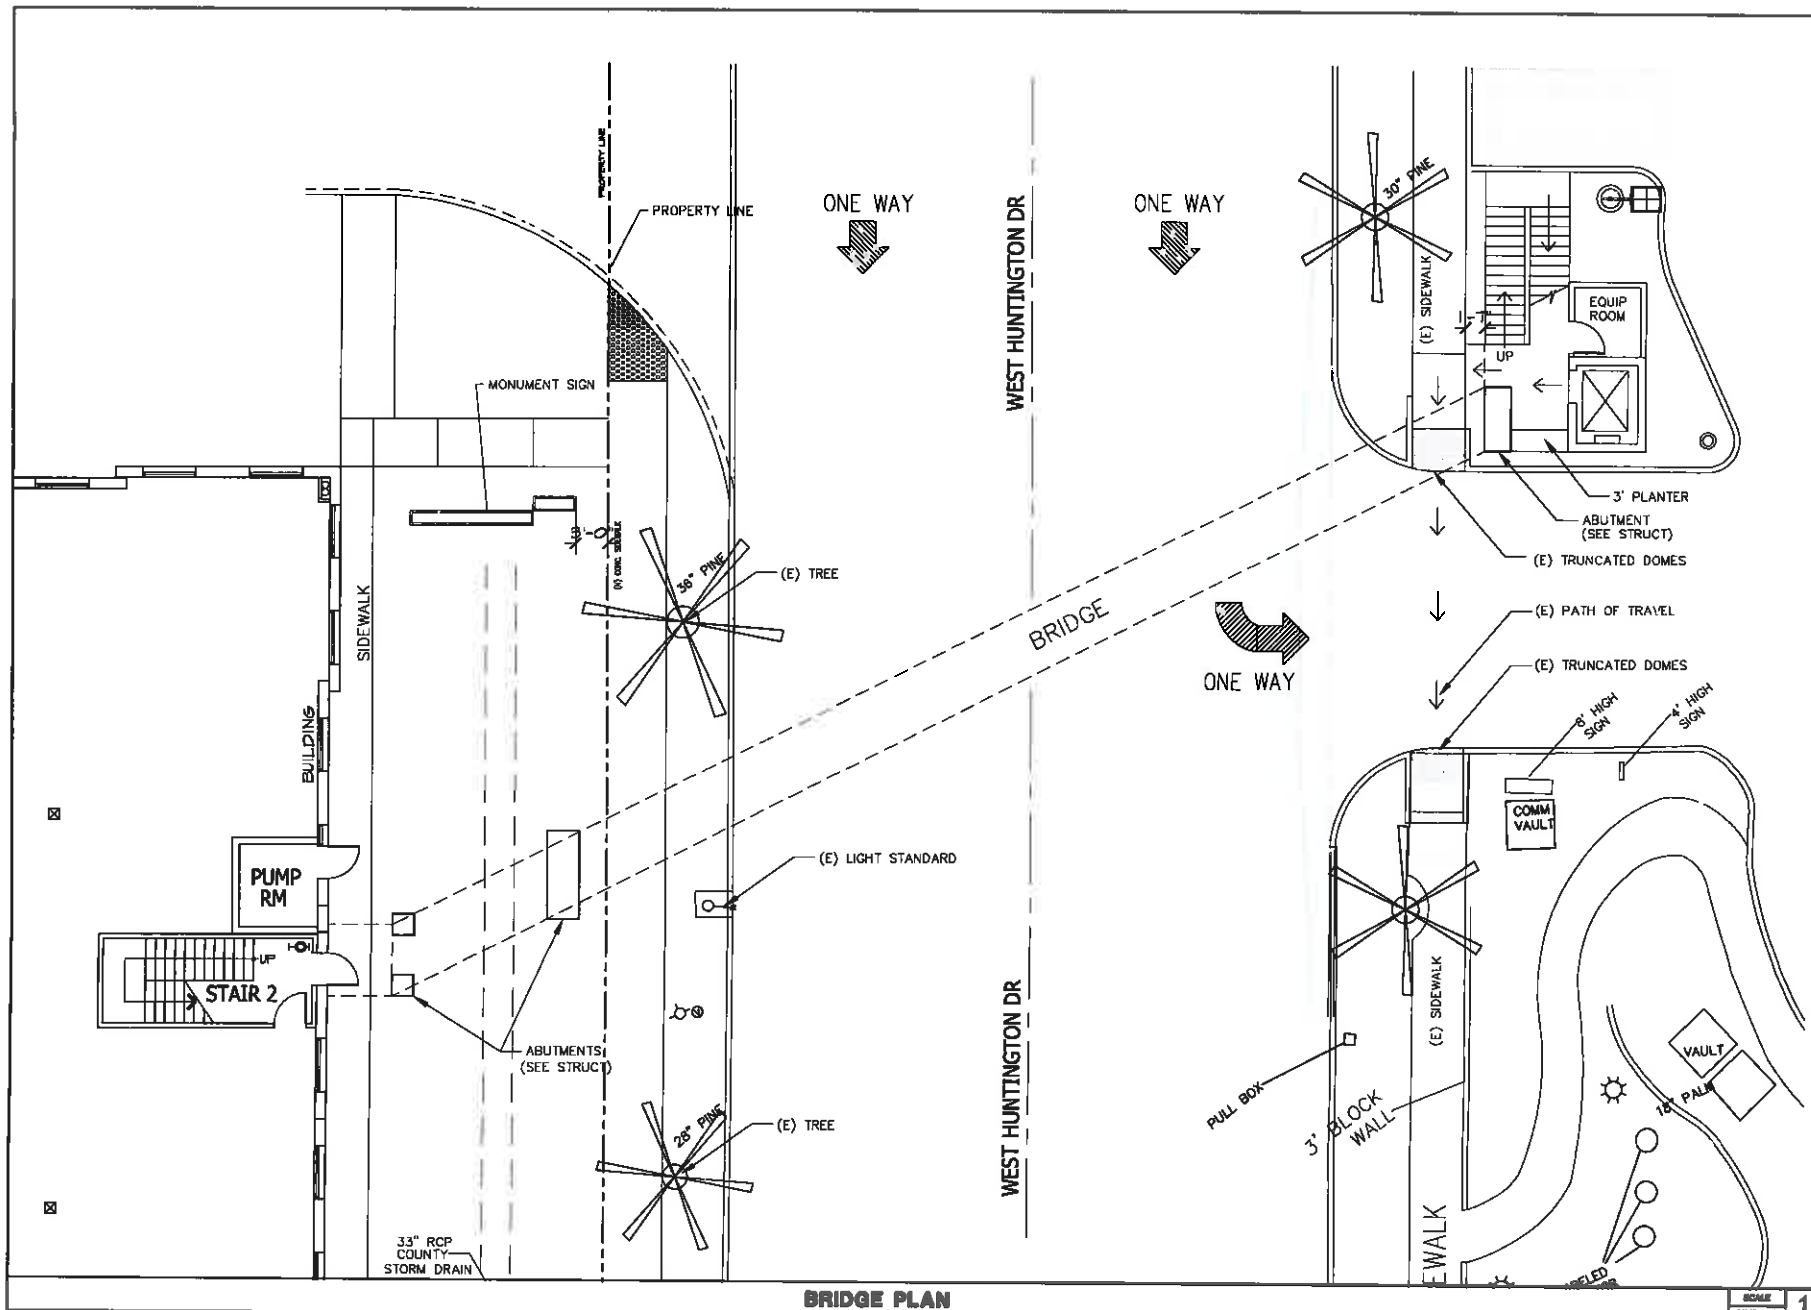 PROPERTY LINE
PROPERTY LINE
ONE WAY
ONE WAY
WEST HUNTINGTON DR
30" PINE
(E) SIDEWALK
EQUIP
ROOM
UP
MONUMENT SIGN
3' PLANTER
ABUTMENT
(SEE STRUCT)
(E) TRUNCATED DOMES
36" PINE
(E) TREE
SIDEWALK
BRIDGE
(E) PATH OF TRAVEL
ONE WAY
(E) TRUNCATED DOMES
8' HIGH
SIGN
4' HIGH
SIGN
BUILDING
COMM
VAULT
PUMP
RM
(E) LIGHT STANDARD
UP
STAIR 2
WEST HUNTINGTON DR
(E) SIDEWALK
ABUTMENTS
(SEE STRUCT)
VAULT
18" PALM
PULL BOX
3' BLOCK
WALL
28" PINE
(E) TREE
33" RCP
COUNTY
STORM DRAIN
EWALK
BRIDGE PLAN
SCALE
1